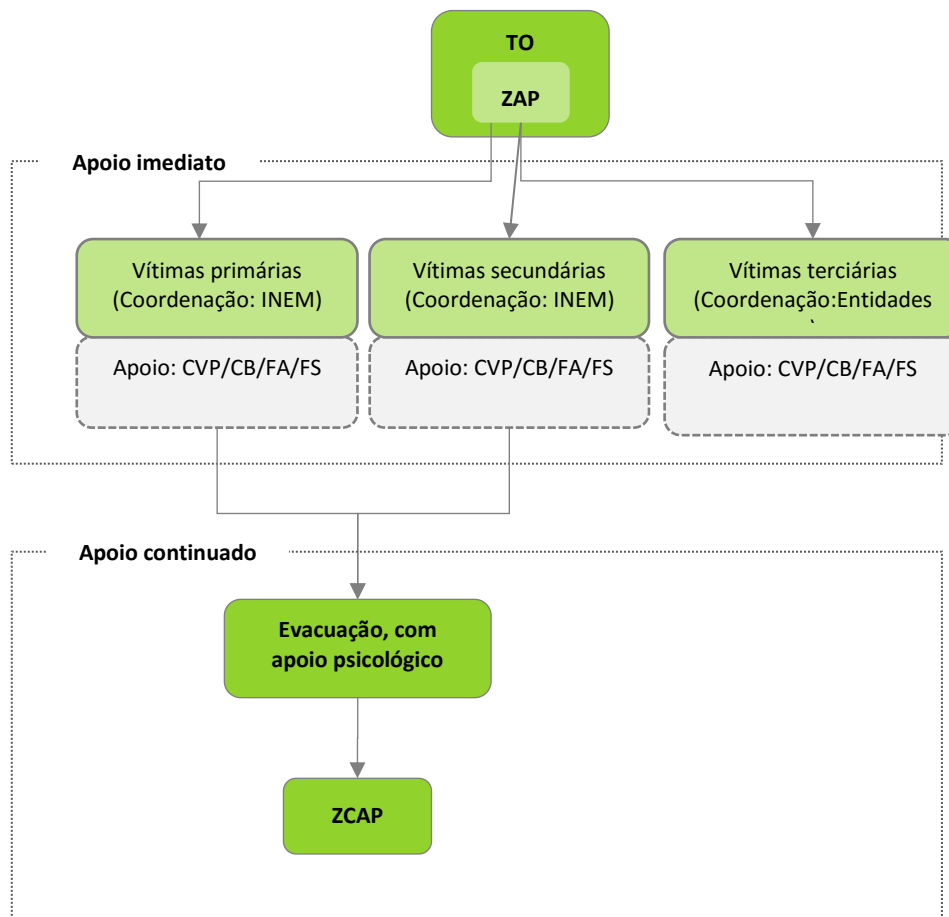 TO
ZAP
Apoio imediato
Vítimas primárias
(Coordenação: INEM)
Vítimas secundárias
(Coordenação: INEM)
Vítimas terciárias
(Coordenação:Entidades
Apoio: CVP/CB/FA/FS
Apoio: CVP/CB/FA/FS
Apoio: CVP/CB/FA/FS
Apoio continuado
Evacuação, com
apoio psicológico
ZCAP